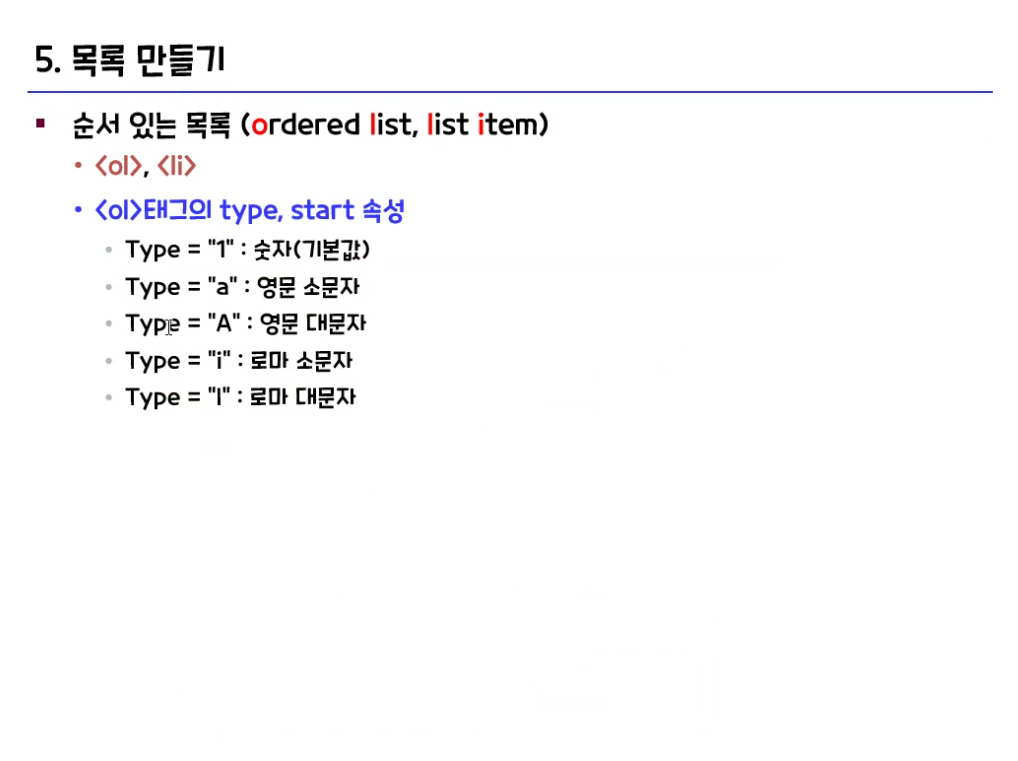 5. 목록 만들기
▪ 순서 있는 목록 (ordered list, list item)
• <ol>, <li>
• <ol>태그의 type, start 속성
• Type = "1" : 숫자(기본값)
• Type = "a" : 영문 소문자
• Type = "A" : 영문 대문자
• Type = "i" : 로마 소문자
• Type = "I" : 로마 대문자